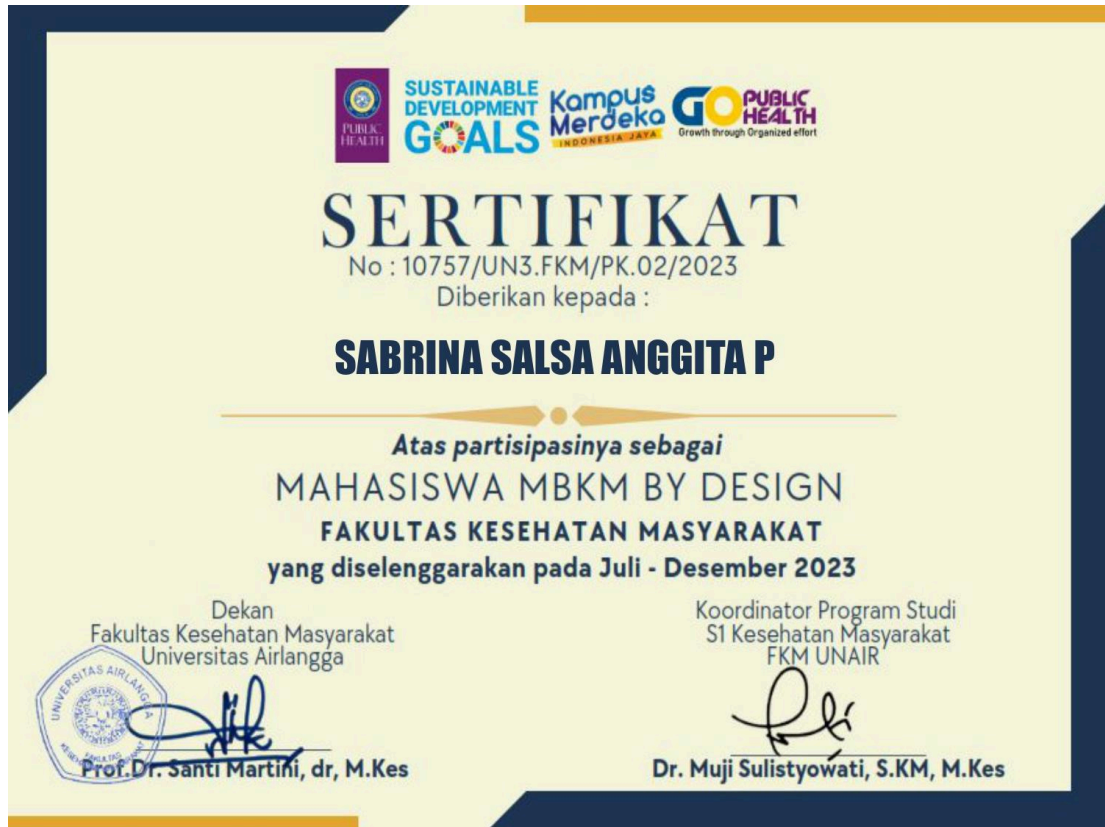 PUBLIC
HEALTH
SUSTAINABLE
DEVELOPMENT
GOALS
Kampus
Merdeka
INDONESIA JAYA
GO PUBLIC
HEALTH
Growth through Organized effort
SERTIFIKAT
No : 10757/UN3.FKM/PK.02/2023
Diberikan kepada :
SABRINA SALSA ANGGITA P
Atas partisipasinya sebagai
MAHASISWA MBKM BY DESIGN
FAKULTAS KESEHATAN MASYARAKAT
yang diselenggarakan pada Juli - Desember 2023
Dekan
Fakultas Kesehatan Masyarakat
Universitas Airlangga
UNIVERSITAS AIRLANGGA
FAKULTAS
KESEHATAN MASYARAKAT
Prof.Dr. Santi Martini, dr, M.Kes
Koordinator Program Studi
S1 Kesehatan Masyarakat
FKM UNAIR
Dr. Muji Sulistyowati, S.KM, M.Kes